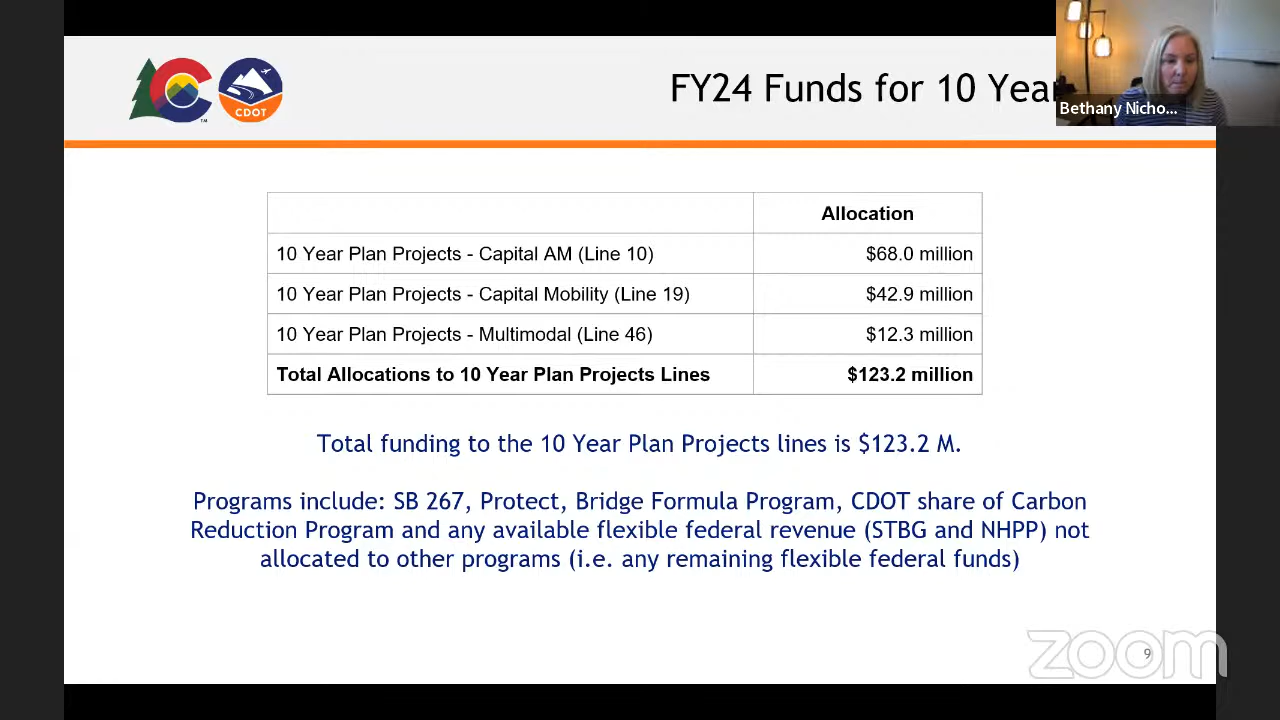 CDOT
TM
FY24 Funds for 10 Year
Bethany Nicho...
Allocation
10 Year Plan Projects - Capital AM (Line 10) $68.0 million
10 Year Plan Projects - Capital Mobility (Line 19) $42.9 million
10 Year Plan Projects - Multimodal (Line 46) $12.3 million
Total Allocations to 10 Year Plan Projects Lines $123.2 million
Total funding to the 10 Year Plan Projects lines is $123.2 M.
Programs include: SB 267, Protect, Bridge Formula Program, CDOT share of Carbon
Reduction Program and any available flexible federal revenue (STBG and NHPP) not
allocated to other programs (i.e. any remaining flexible federal funds)
zoom
9